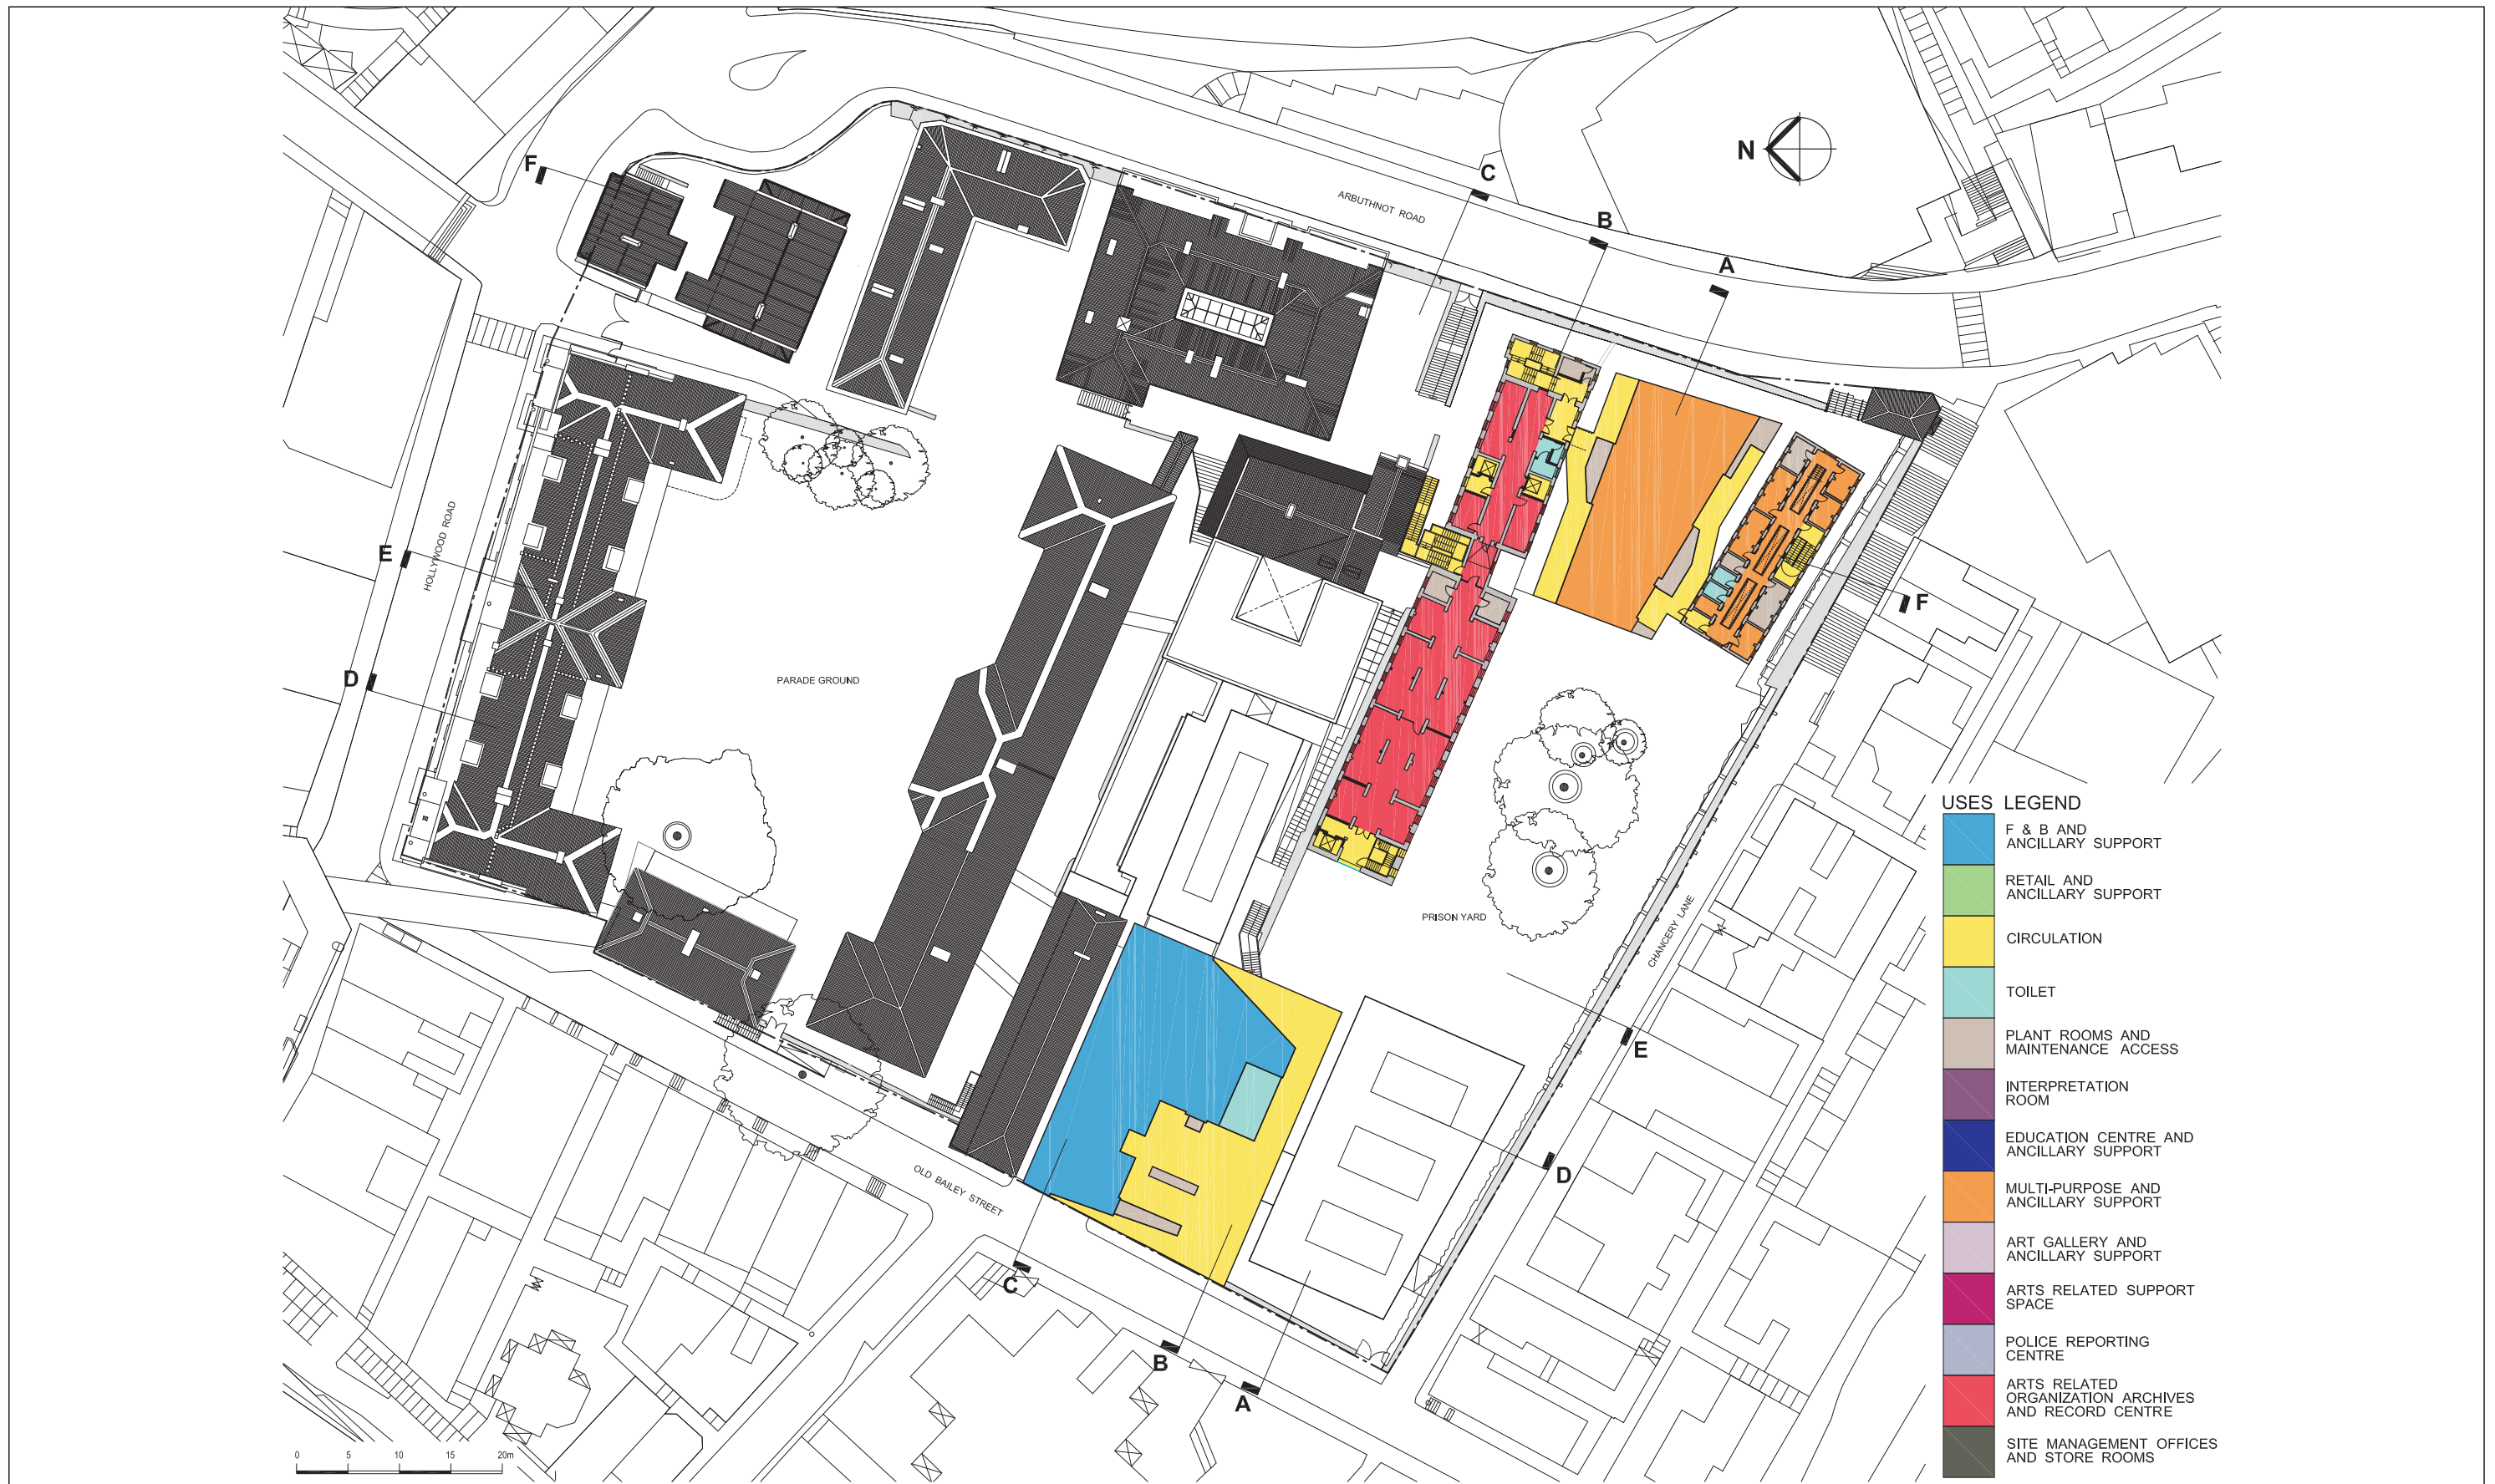 N
F
C
B
A
ARBUTHNOT ROAD
HOLLYWOOD ROAD
E
D
PARADE GROUND
F
PRISON YARD
CHANCERY LANE
E
D
OLD BAILEY STREET
C
B
A
0 5 10 15 20m
USES LEGEND
F & B AND
ANCILLARY SUPPORT
RETAIL AND
ANCILLARY SUPPORT
CIRCULATION
TOILET
PLANT ROOMS AND
MAINTENANCE ACCESS
INTERPRETATION
ROOM
EDUCATION CENTRE AND
ANCILLARY SUPPORT
MULTI-PURPOSE AND
ANCILLARY SUPPORT
ART GALLERY AND
ANCILLARY SUPPORT
ARTS RELATED SUPPORT
SPACE
POLICE REPORTING
CENTRE
ARTS RELATED
ORGANIZATION ARCHIVES
AND RECORD CENTRE
SITE MANAGEMENT OFFICES
AND STORE ROOMS